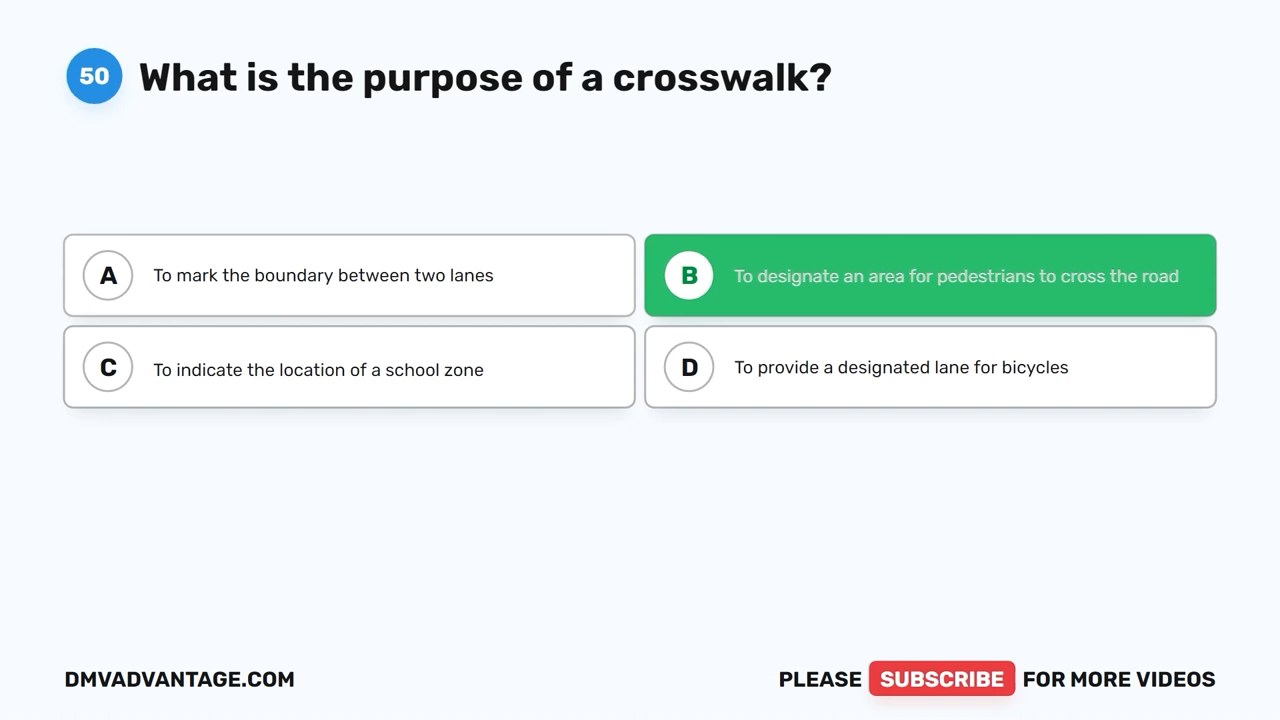 50 What is the purpose of a crosswalk?
A To mark the boundary between two lanes
B To designate an area for pedestrians to cross the road
C To indicate the location of a school zone
D To provide a designated lane for bicycles
DMVADVANTAGE.COM
PLEASE SUBSCRIBE FOR MORE VIDEOS